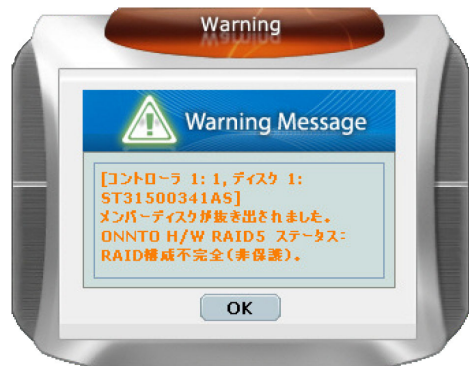 Warning
Warning Message
[コントローラ 1: 1, ディスク 1:
ST31500341AS]
メンバーディスクが抜き出されました。
ONNTO H/W RAID5 ステータス:
RAID構成不完全(非保護)。
OK